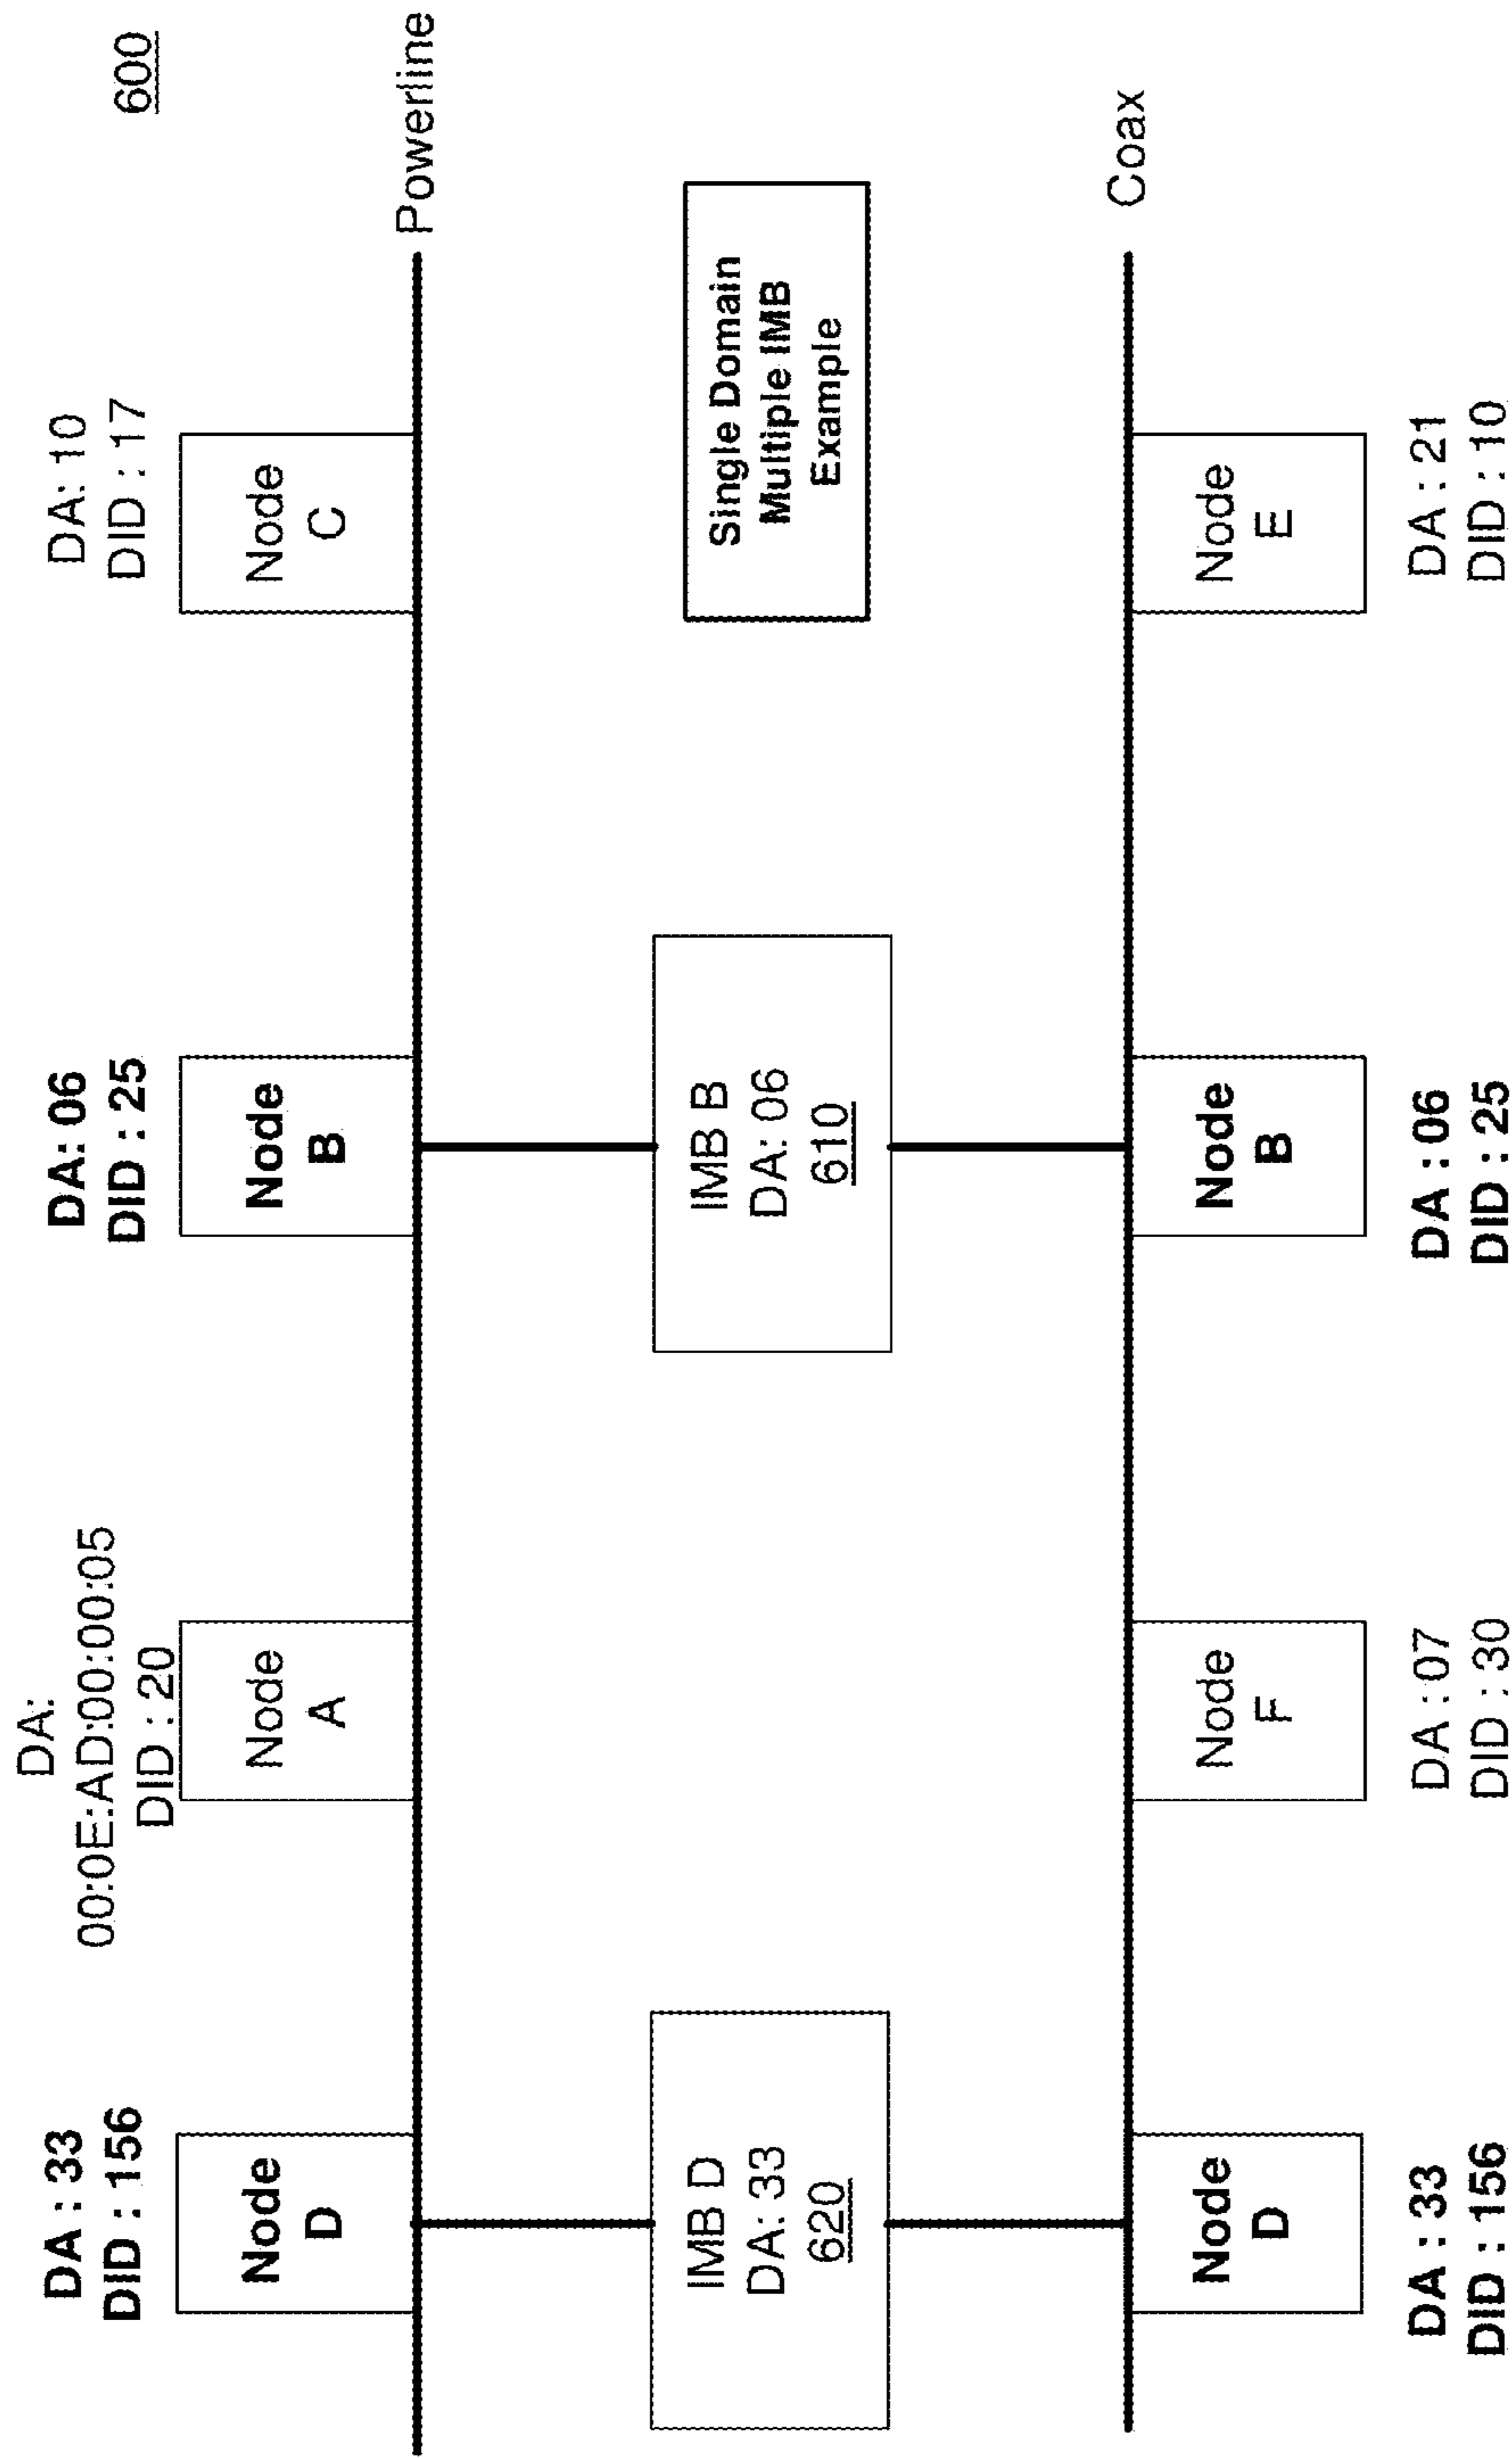 600
DA : 33
DID : 156
DA:
00:0E:AD:00:00:05
DID : 20
DA: 06
DID : 25
DA: 10
DID : 17
Node
D
Node
A
Node
B
Node
C
Powerline
IMB D
DA: 33
620
IMB B
DA: 06
610
Single Domain
Multiple IMB
Example
Coax
Node
D
Node
F
Node
B
Node
E
DA : 33
DID : 156
DA : 07
DID : 30
DA : 06
DID : 25
DA : 21
DID : 10